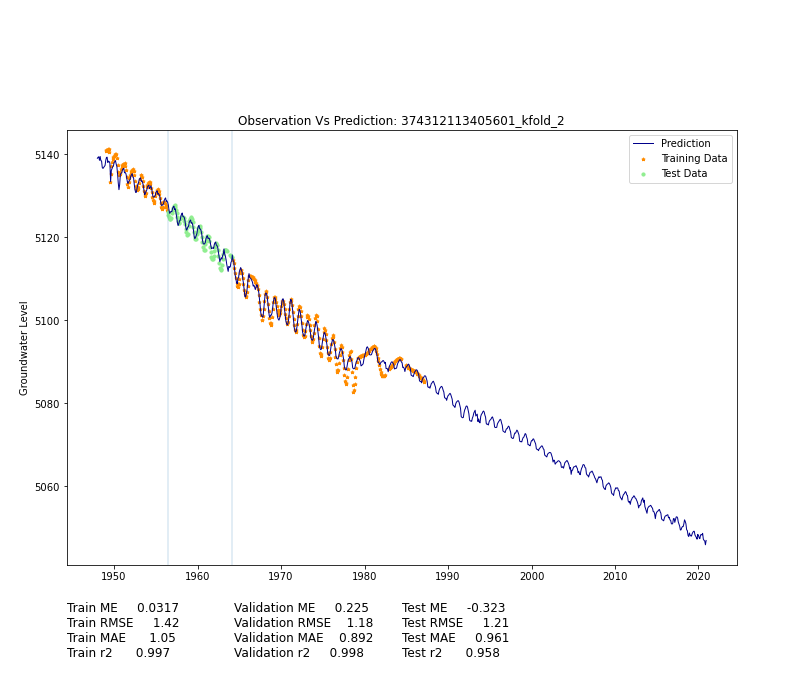 Observation Vs Prediction: 374312113405601_kfold_2
Prediction
Training Data
Test Data
Groundwater Level
5140
5120
5100
5080
5060
1950 1960 1970 1980 1990 2000 2010 2020
Train ME 0.0317 Validation ME 0.225 Test ME -0.323
Train RMSE 1.42 Validation RMSE 1.18 Test RMSE 1.21
Train MAE 1.05 Validation MAE 0.892 Test MAE 0.961
Train r2 0.997 Validation r2 0.998 Test r2 0.958